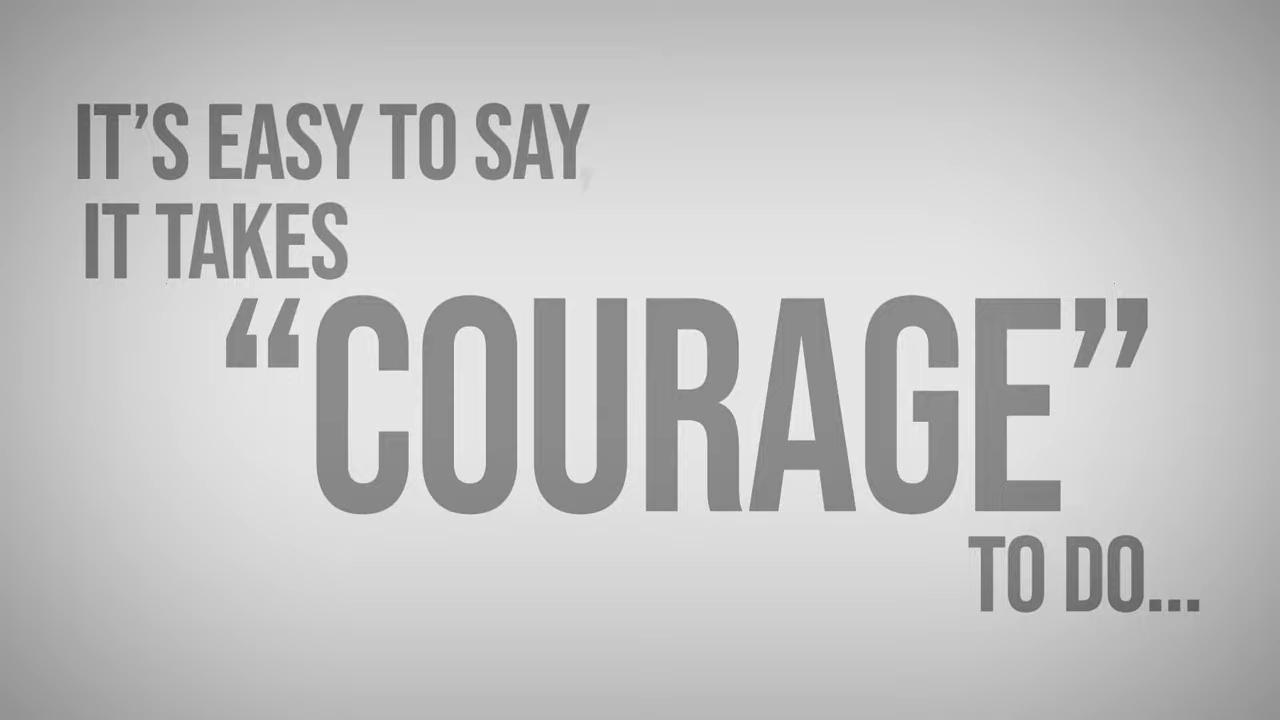 IT’S EASY TO SAY,
IT TAKES
“COURAGE”
TO DO...